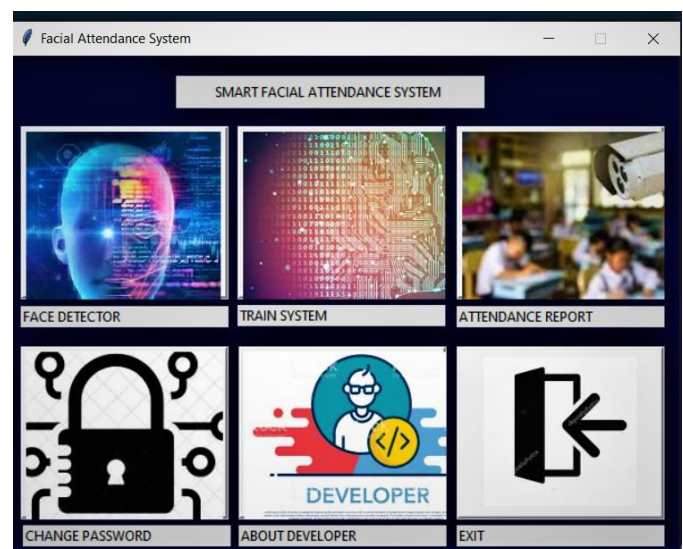 Facial Attendance System
SMART FACIAL ATTENDANCE SYSTEM
FACE DETECTOR
TRAIN SYSTEM
ATTENDANCE REPORT
DEVELOPER
CHANGE PASSWORD
ABOUT DEVELOPER
EXIT